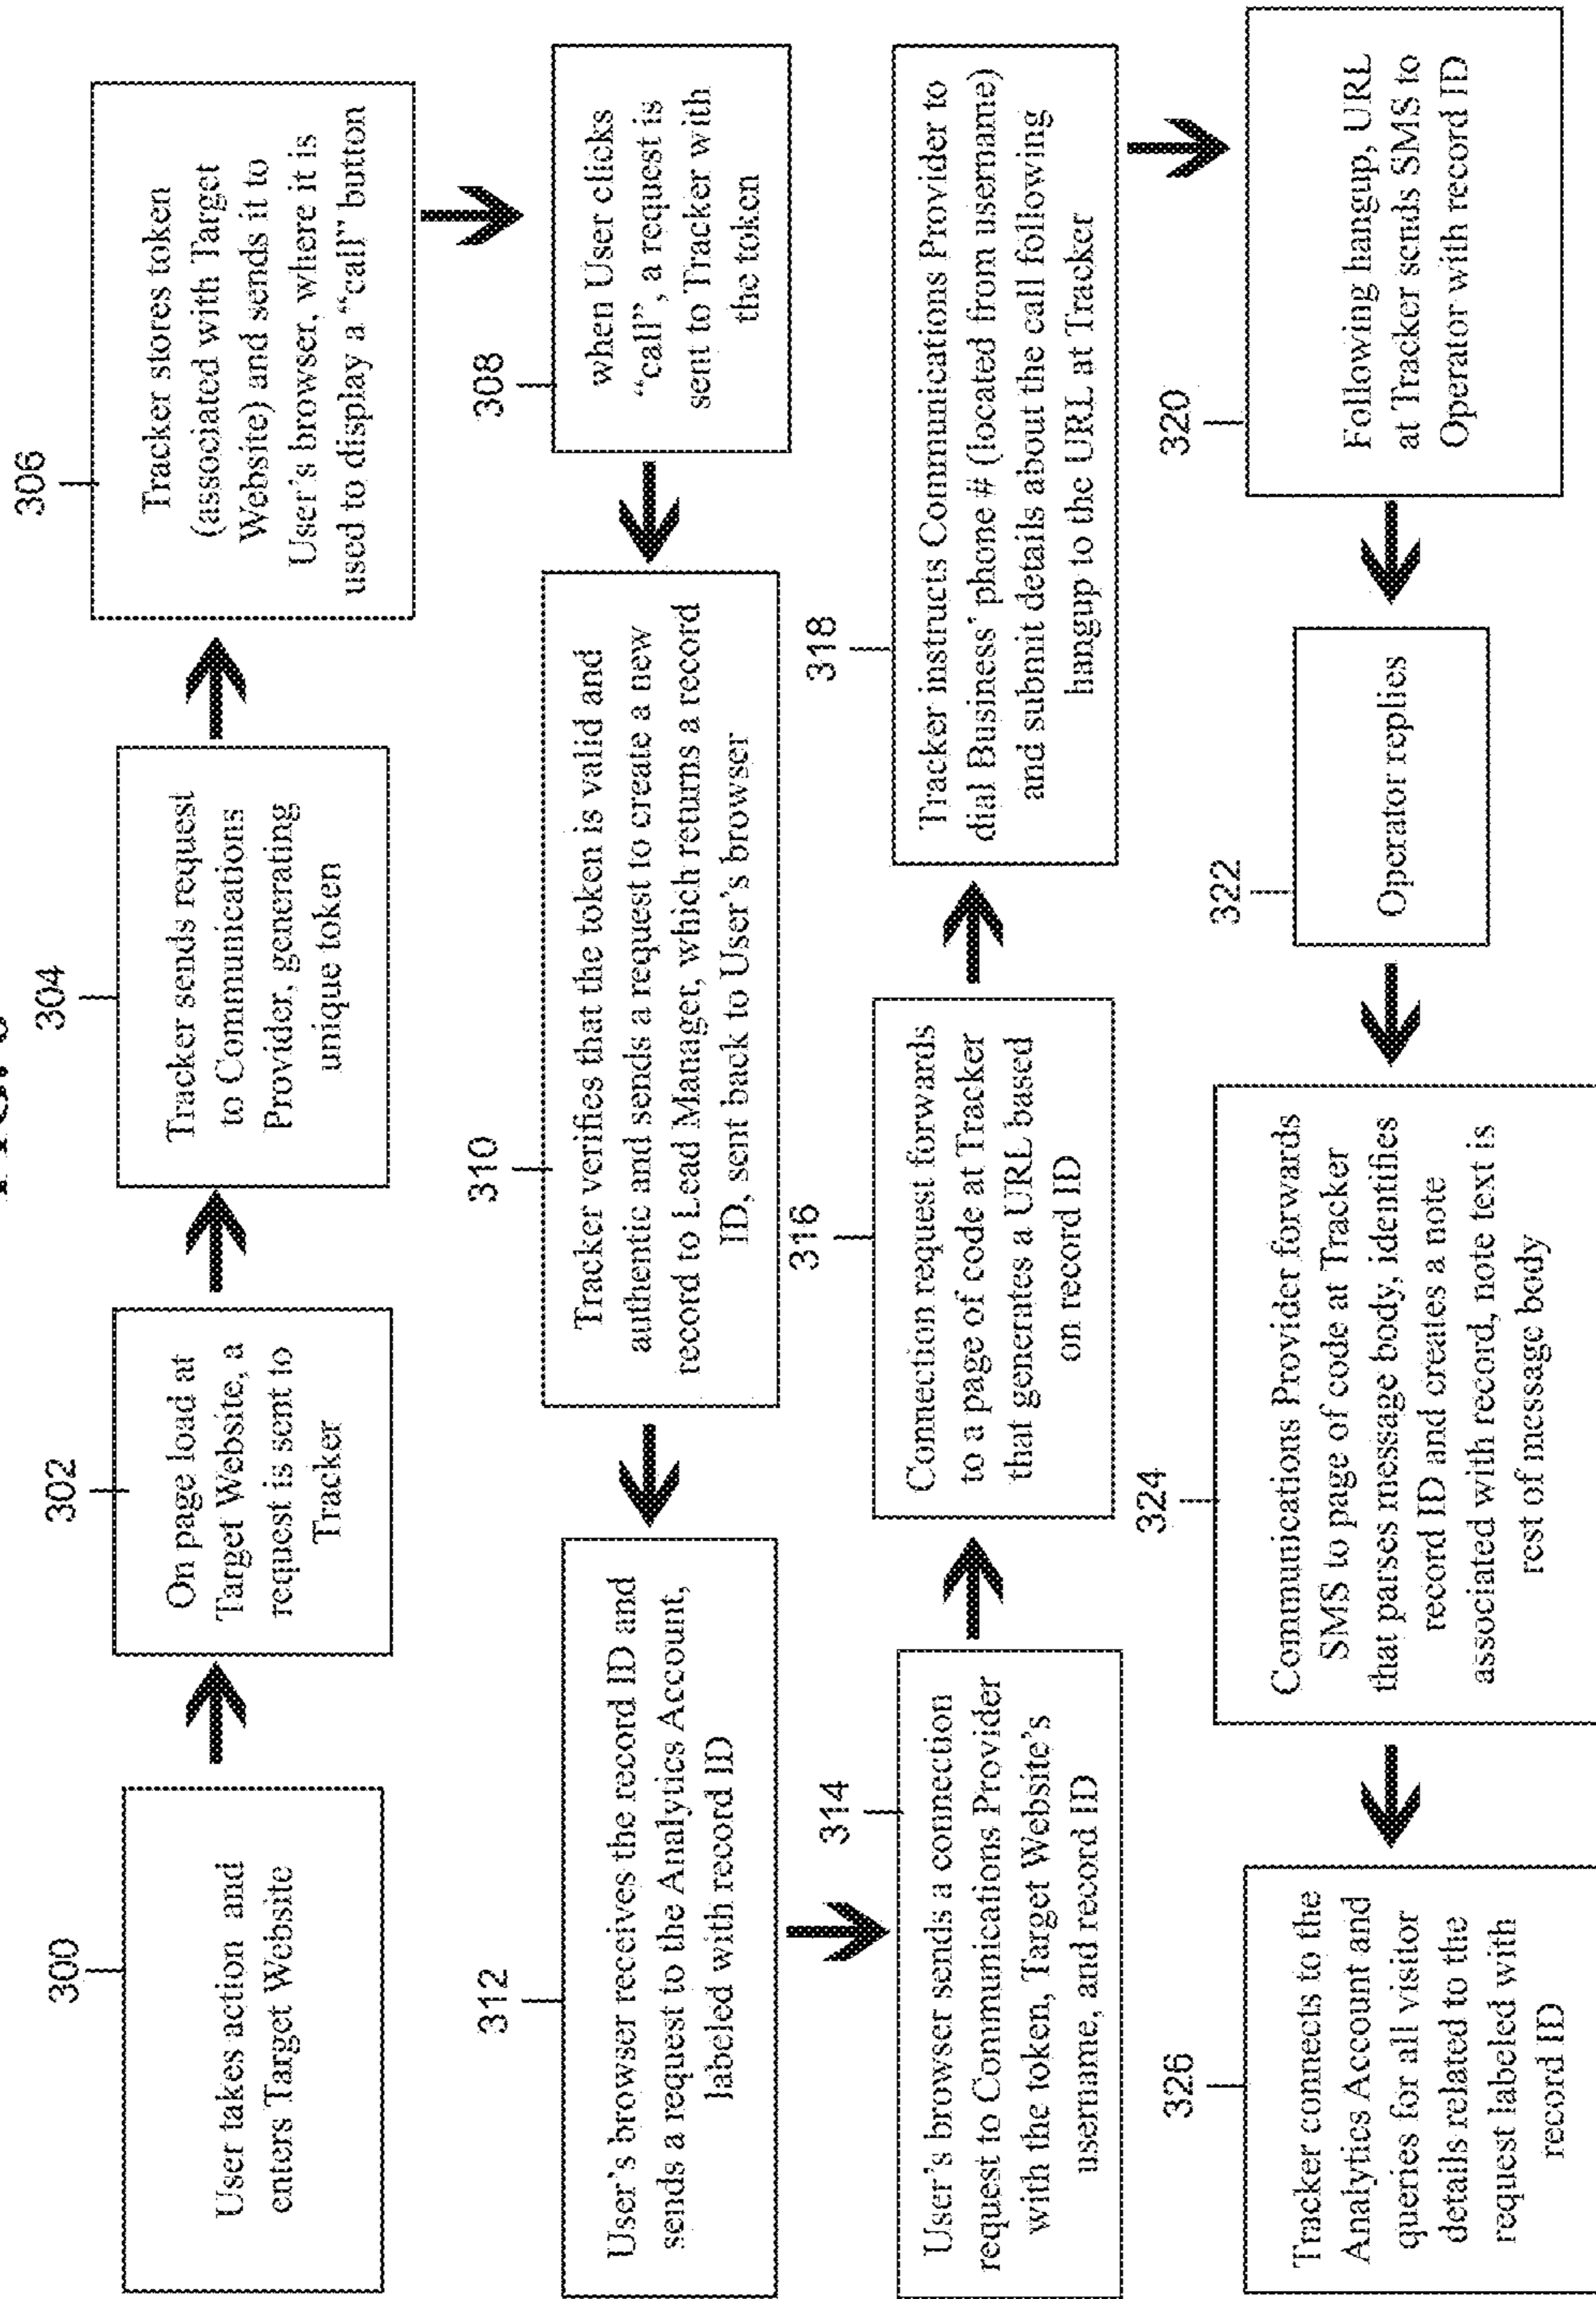 300
User takes action and
enters Target Website
302
On page load at
Target Website, a
request is sent to
Tracker
304
Tracker sends request
to Communications
Provider, generating
unique token
306
Tracker stores token
(associated with Target
Website) and sends it to
User's browser, where it is
used to display a “call” button
308
when User clicks
“call”, a request is
sent to Tracker with
the token
310
Tracker verifies that the token is valid and
authentic and sends a request to create a new
record to Lead Manager, which returns a record
ID, sent back to User's browser
312
User's browser receives the record ID and
sends a request to the Analytics Account,
labeled with record ID
314
User's browser sends a connection
request to Communications Provider
with the token, Target Website's
username, and record ID
316
Connection request forwards
to a page of code at Tracker
that generates a URL based
on record ID
318
Tracker instructs Communications Provider to
dial Business' phone # (located from username)
and submit details about the call following
hangup to the URL at Tracker
320
Following hangup, URL
at Tracker sends SMS to
Operator with record ID
322
Operator replies
324
Communications Provider forwards
SMS to page of code at Tracker
that parses message body, identifies
record ID and creates a note
associated with record, note text is
rest of message body
326
Tracker connects to the
Analytics Account and
queries for all visitor
details related to the
request labeled with
record ID